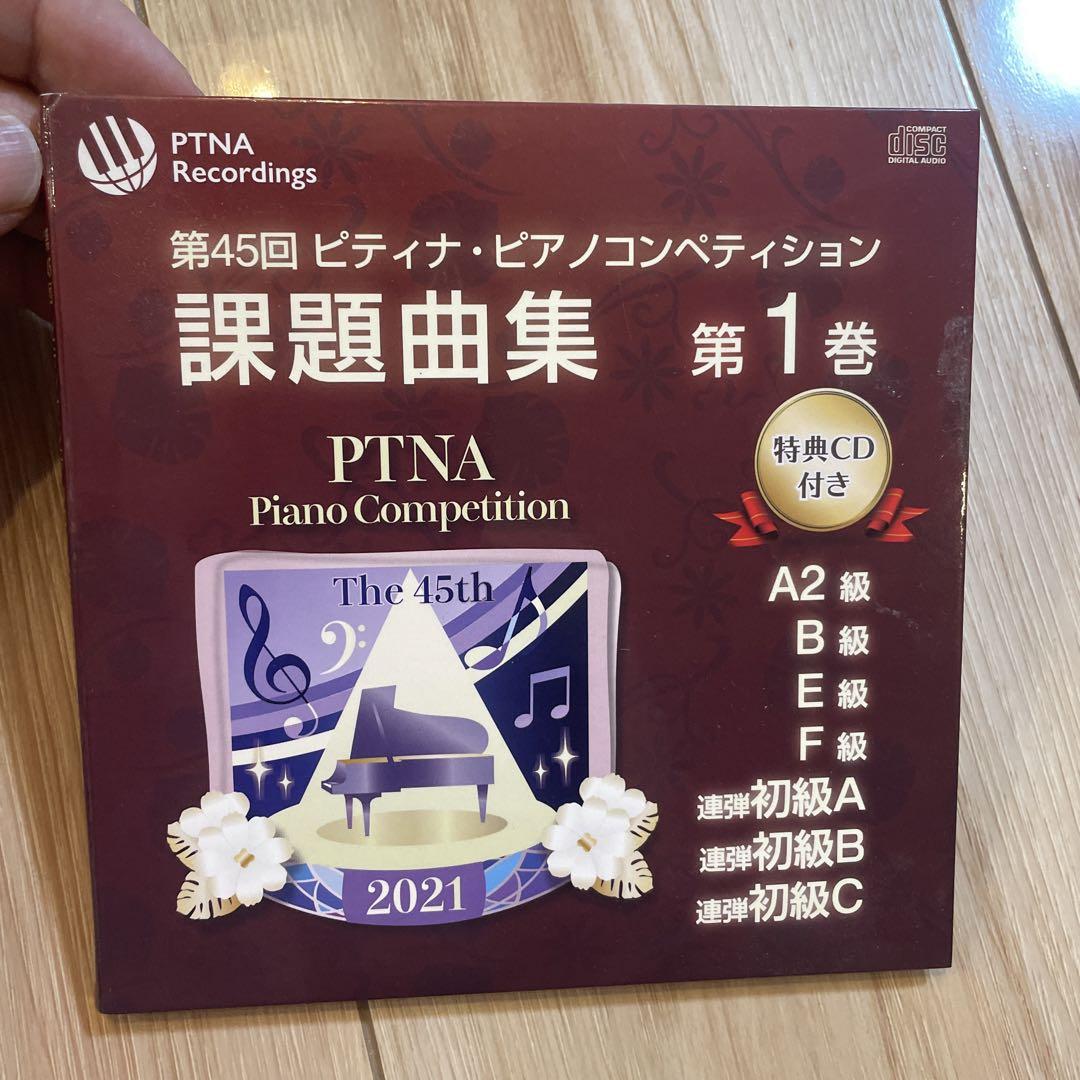 PTNA
Recordings
COMPACT
disc
DIGITAL AUDIO
第45回 ピティナ・ピアノコンペティション
課題曲集 第1巻
PTNA
Piano Competition
特典CD
付き
The 45th
2021
A2 級
B 級
E 級
F 級
連弾初級A
連弾初級B
連弾初級C